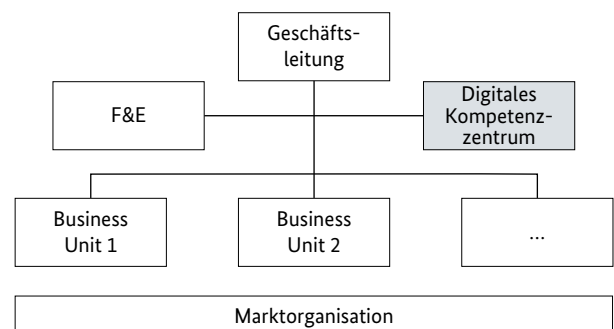 Geschäfts-
leitung
F&E
Digitales
Kompetenz-
zentrum
Business
Unit 1
Business
Unit 2
...
Marktorganisation